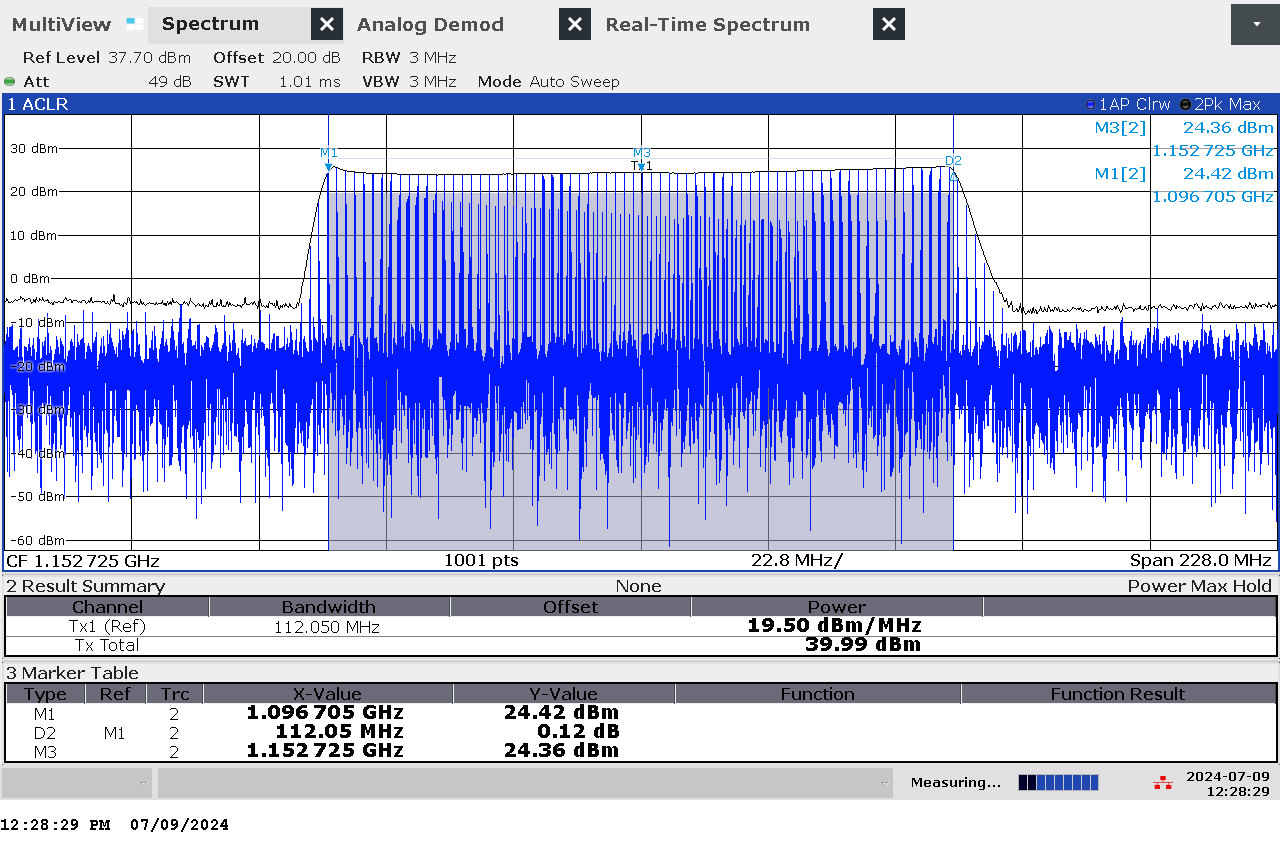 MultiView Spectrum Analog Demod Real-Time Spectrum
Ref Level 37.70 dBm Offset 20.00 dB RBW 3 MHz
Att 49 dB SWT 1.01 ms VBW 3 MHz Mode Auto Sweep
1 ACLR 1AP Clrw 2Pk Max
M3[2] 24.36 dBm
1.152 725 GHz
M1[2] 24.42 dBm
1.096 705 GHz
30 dBm
M1
M3
D2
T 1
20 dBm
10 dBm
0 dBm
-10 dBm
-20 dBm
-30 dBm
-40 dBm
-50 dBm
-60 dBm
CF 1.152 725 GHz 1001 pts 22.8 MHz/ Span 228.0 MHz
2 Result Summary None Power Max Hold
Channel Bandwidth Offset Power
Tx1 (Ref) 112.050 MHz 19.50 dBm/MHz
Tx Total 39.99 dBm
3 Marker Table
Type Ref Trc X-Value Y-Value Function Function Result
M1 2 1.096 705 GHz 24.42 dBm
D2 M1 2 112.05 MHz 0.12 dB
M3 2 1.152 725 GHz 24.36 dBm
Measuring... 2024-07-09
12:28:29
12:28:29 PM 07/09/2024